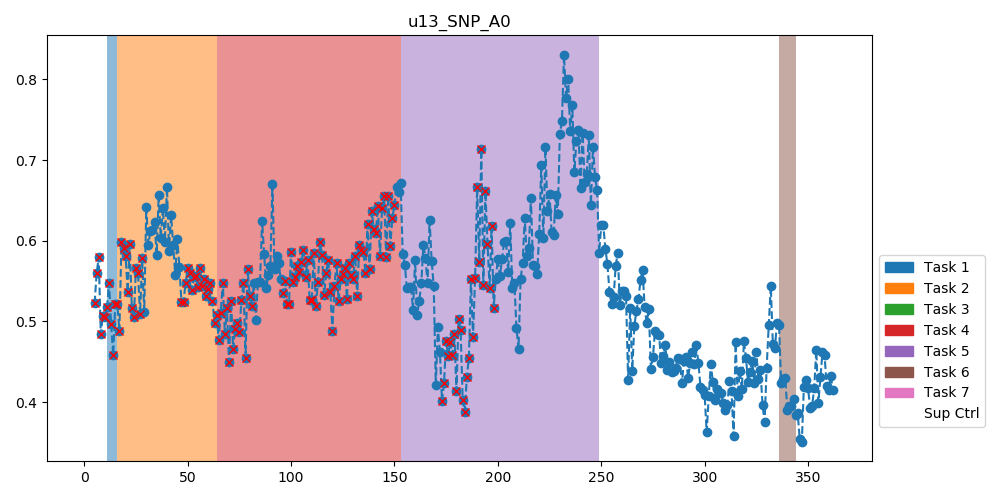 u13_SNP_A0
0.8
0.7
0.6
0.5
0.4
0 50 100 150 200 250 300 350
Task 1
Task 2
Task 3
Task 4
Task 5
Task 6
Task 7
Sup Ctrl